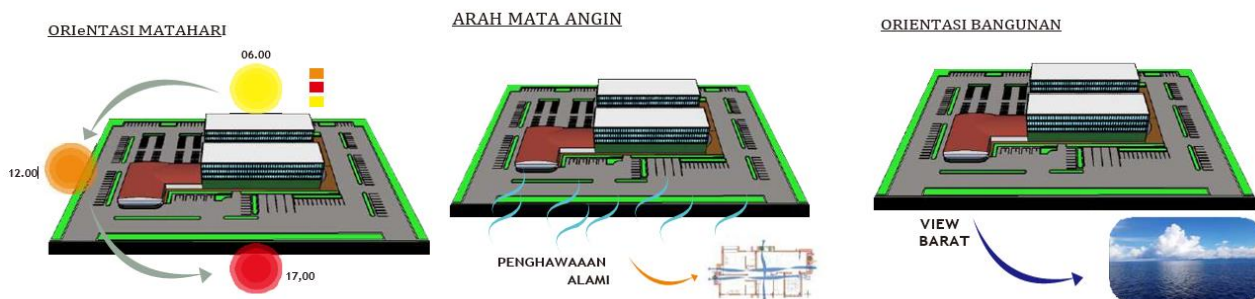 ORIeNTASI MATAHARI
06.00
12.00
17,00
ARAH MATA ANGIN
PENGHAWAAAN
ALAMI
ORIENTASI BANGUNAN
VIEW
BARAT